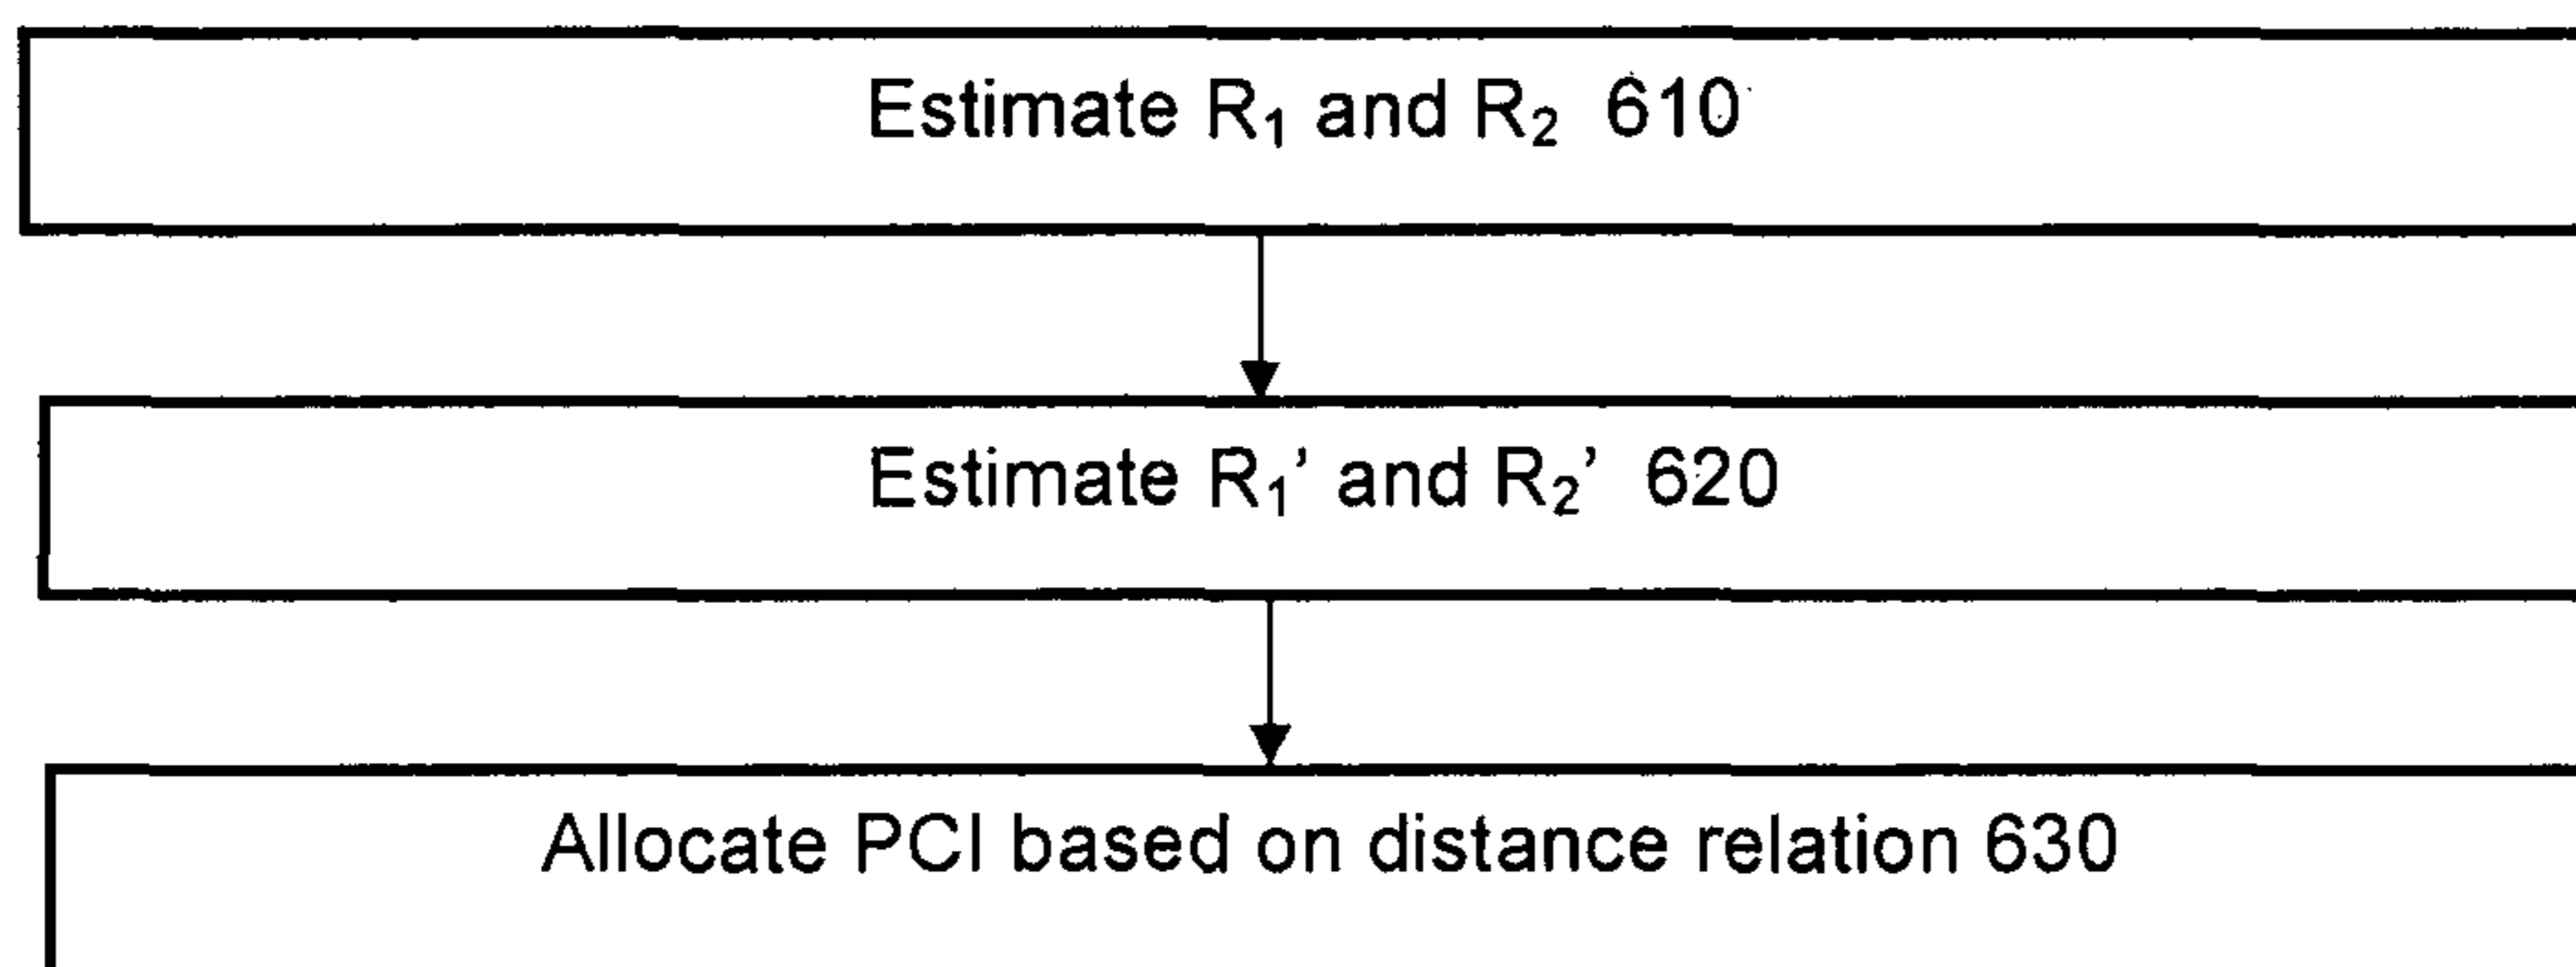 Estimate R₁ and R₂ 610
Estimate R₁’ and R₂’ 620
Allocate PCI based on distance relation 630